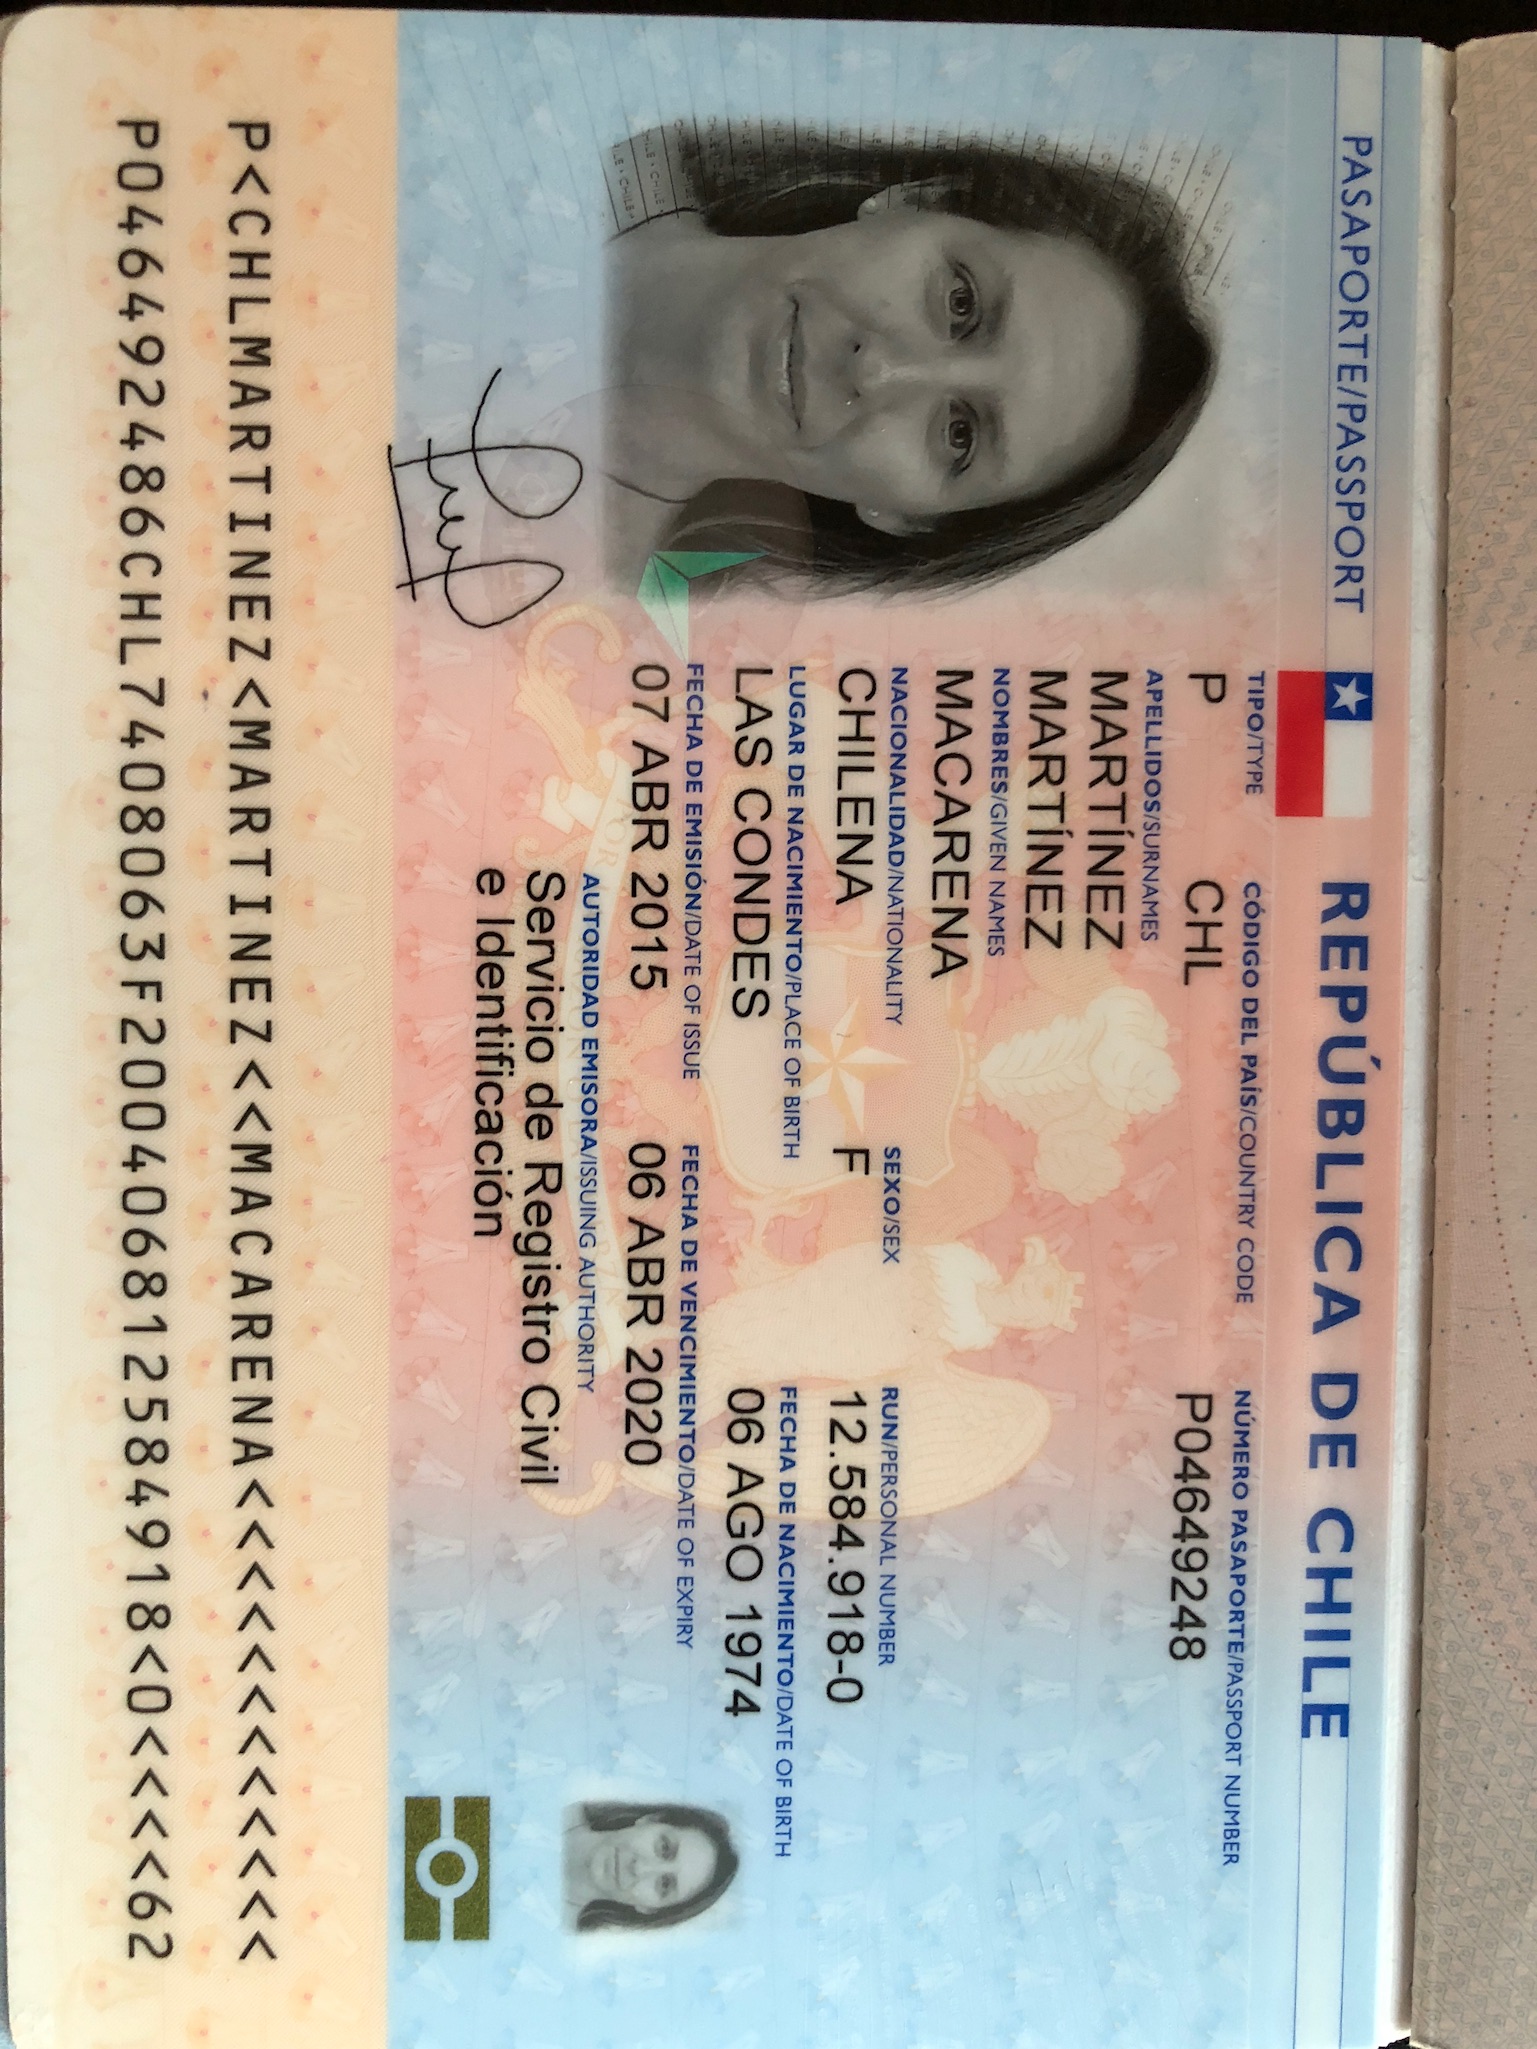 PASAPORTE/PASSPORT
REPÚBLICA DE CHILE
TIPO/TYPE CÓDIGO DEL PAÍS/COUNTRY CODE NÚMERO PASAPORTE/PASSPORT NUMBER
P CHL P04649248
APELLIDOS/SURNAMES
MARTÍNEZ
MARTÍNEZ
NOMBRES/GIVEN NAMES
MACARENA
NACIONALIDAD/NATIONALITY SEXO/SEX RUN/PERSONAL NUMBER
CHILENA F 12.584.918-0
LUGAR DE NACIMIENTO/PLACE OF BIRTH FECHA DE NACIMIENTO/DATE OF BIRTH
LAS CONDES 06 AGO 1974
FECHA DE EMISIÓN/DATE OF ISSUE FECHA DE VENCIMIENTO/DATE OF EXPIRY
07 ABR 2015 06 ABR 2020
AUTORIDAD EMISORA/ISSUING AUTHORITY
Servicio de Registro Civil
e Identificación
P<CHLMARTINEZ<MARTINEZ<<MACARENA<<<<<<<<<<<<
P046492486CHL7408063F200406812584918<0<<<<62